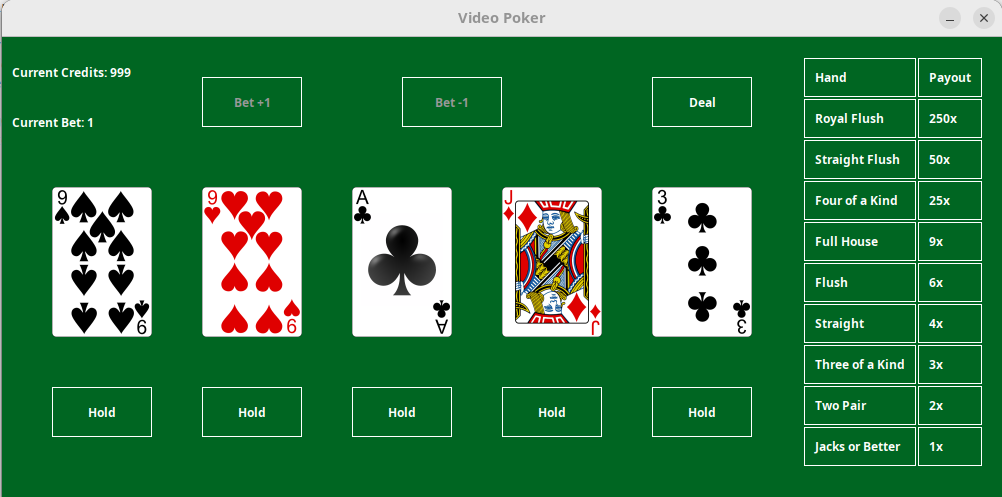 Video Poker
Current Credits: 999
Current Bet: 1
Bet +1
Bet -1
Deal
9
9
9
9
A
A
J
J
3
3
Hold
Hold
Hold
Hold
Hold
Hand Payout
Royal Flush 250x
Straight Flush 50x
Four of a Kind 25x
Full House 9x
Flush 6x
Straight 4x
Three of a Kind 3x
Two Pair 2x
Jacks or Better 1x